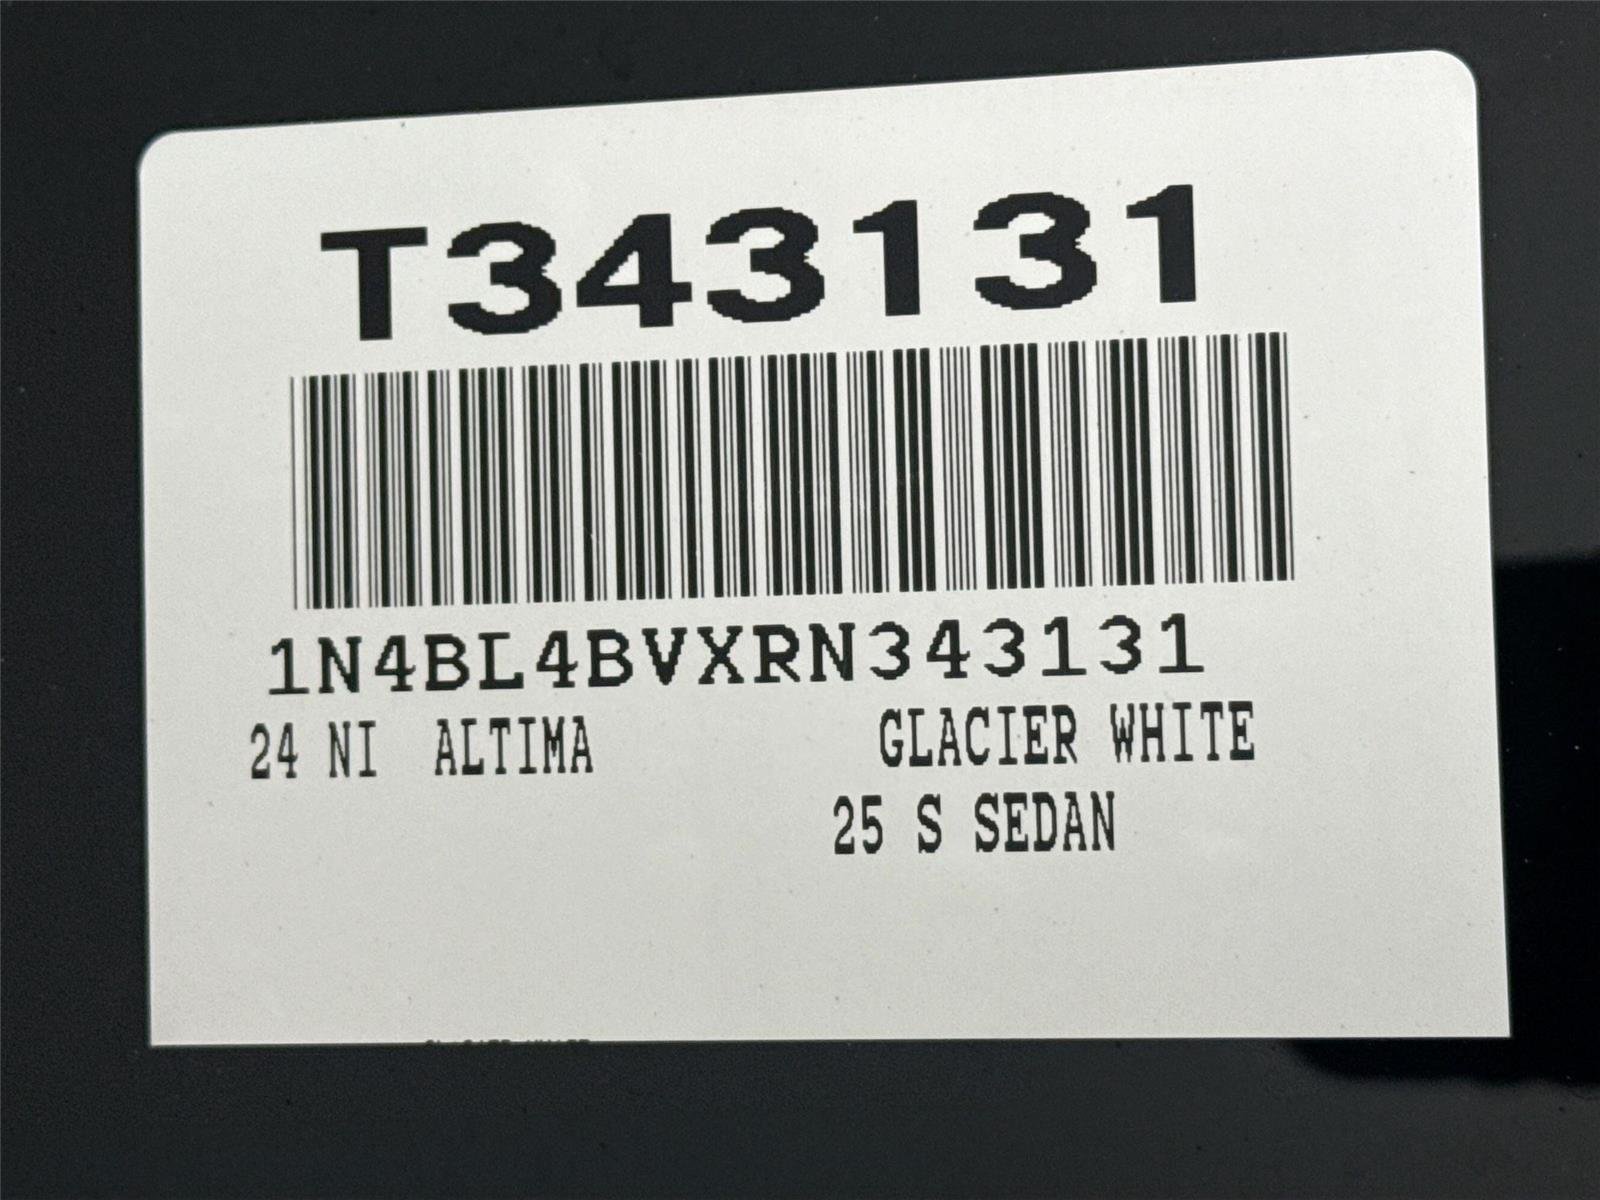 T343131
1N4BL4BVXRN343131
24 NI ALTIMA GLACIER WHITE
25 S SEDAN